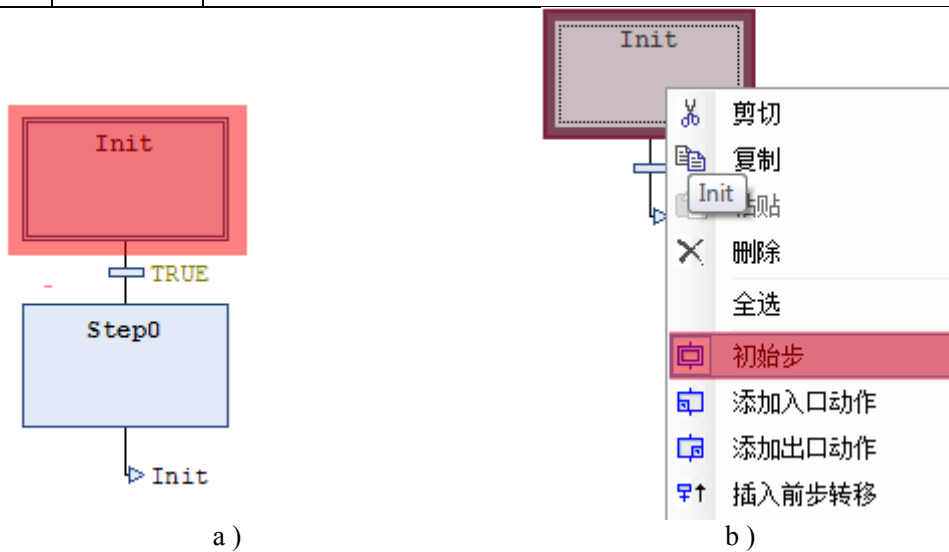 Init
TRUE
Step0
Init
a )
Init
剪切
复制
Init
粘贴
删除
全选
初始步
添加入口动作
添加出口动作
插入前步转移
b )